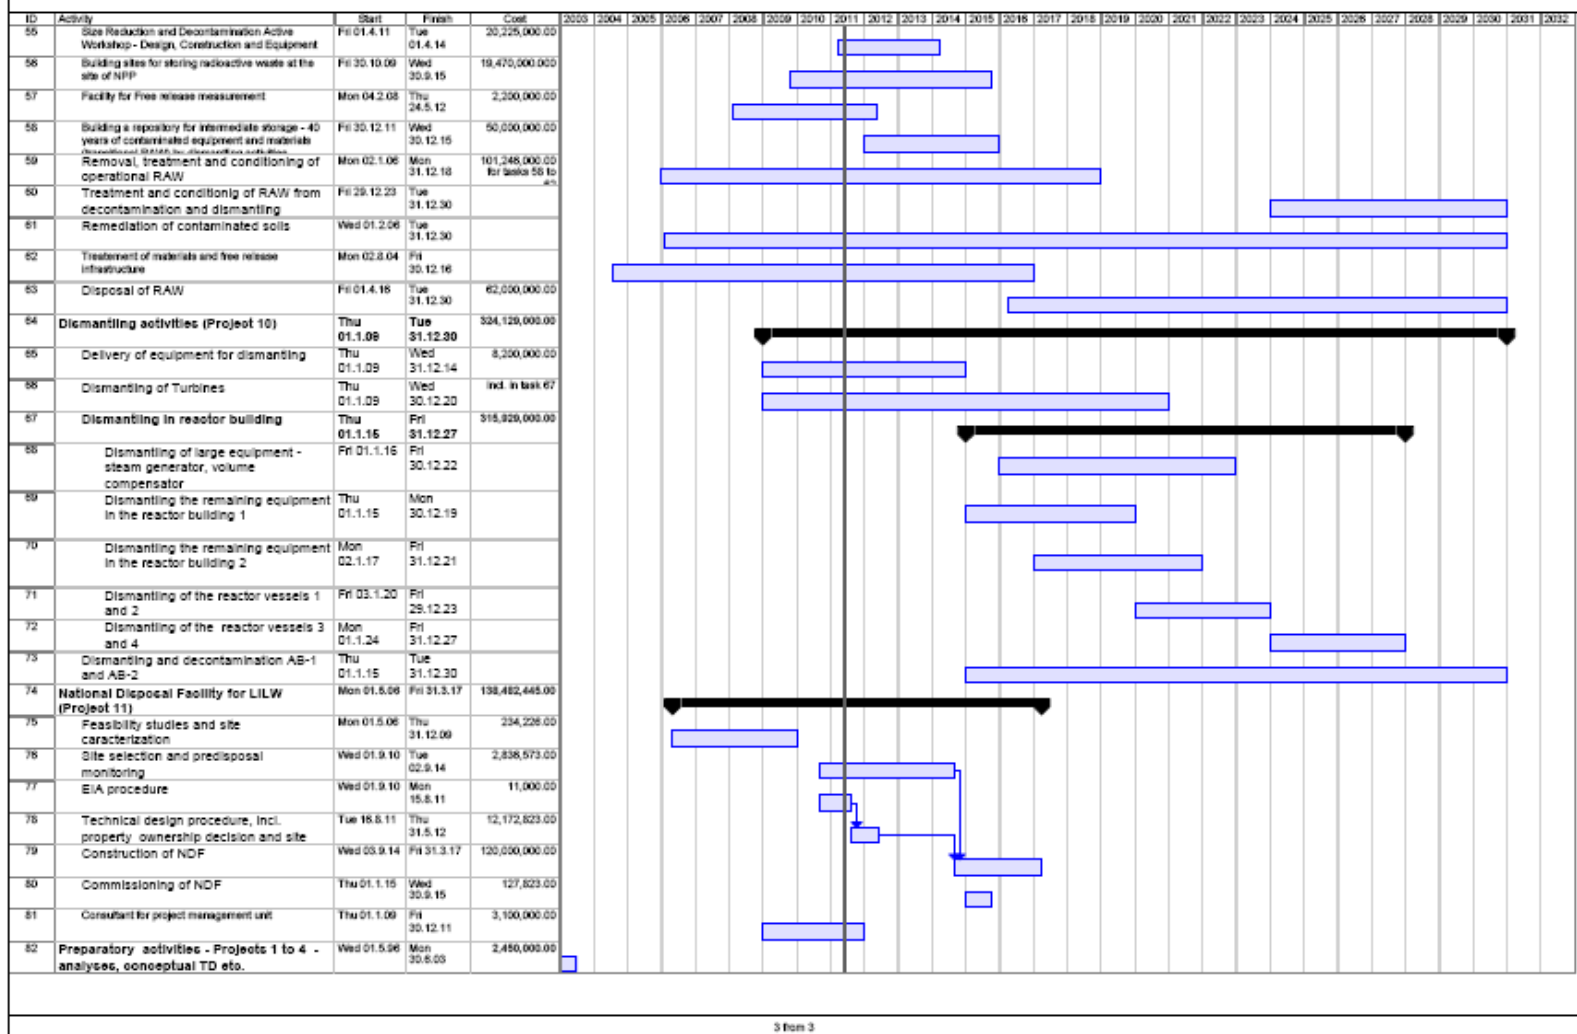 ID Activity Start Finish Cost 2003 2004 2005 2006 2007 2008 2009 2010 2011 2012 2013 2014 2015 2016 2017 2018 2019 2020 2021 2022 2023 2024 2025 2026 2027 2028 2029 2030 2031 2032
55 Size Reduction and Decontamination Active Fri 01.4.11 Tue 20,225,000.00
Workshop - Design, Construction and Equipment 01.4.14
56 Building sites for storing radioactive waste at the Fri 30.10.09 Wed 19,470,000.000
site of NPP 30.9.15
57 Facility for Free release measurement Mon 04.2.08 Thu 2,200,000.00
24.5.12
58 Building a repository for intermediate storage - 40 Fri 30.12.11 Wed 50,000,000.00
years of contaminated equipment and materials 30.12.15
(transitional RAW) by dismantling activities
59 Removal, treatment and conditioning of Mon 02.1.06 Mon 101,246,000.00
operational RAW 31.12.18 for tasks 58 to
60 Treatment and conditionig of RAW from Fri 29.12.23 Tue
decontamination and dismantling 31.12.30
61 Remediation of contaminated soils Wed 01.2.06 Tue
31.12.30
62 Treatement of materials and free release Mon 02.8.04 Fri
infrastructure 30.12.16
63 Disposal of RAW Fri 01.4.16 Tue 62,000,000.00
31.12.30
64 Dismantling activities (Project 10) Thu Tue 324,129,000.00
01.1.09 31.12.30
65 Delivery of equipment for dismantling Thu Wed 8,200,000.00
01.1.09 31.12.14
66 Dismantling of Turbines Thu Wed incl. in task 67
01.1.09 30.12.20
67 Dismantling in reactor building Thu Fri 315,929,000.00
01.1.15 31.12.27
68 Dismantling of large equipment - Fri 01.1.16 Fri
steam generator, volume 30.12.22
compensator
69 Dismantling the remaining equipment Thu Mon
in the reactor building 1 01.1.15 30.12.19
70 Dismantling the remaining equipment Mon Fri
in the reactor building 2 02.1.17 31.12.21
71 Dismantling of the reactor vessels 1 Fri 03.1.20 Fri
and 2 29.12.23
72 Dismantling of the reactor vessels 3 Mon Fri
and 4 01.1.24 31.12.27
73 Dismantling and decontamination AB-1 Thu Tue
and AB-2 01.1.15 31.12.30
74 National Disposal Facility for LILW Mon 01.5.06 Fri 31.3.17 138,482,445.00
(Project 11)
75 Feasibility studies and site Mon 01.5.06 Thu 234,226.00
caracterization 31.12.09
76 Site selection and predisposal Wed 01.9.10 Tue 2,836,573.00
monitoring 02.9.14
77 EIA procedure Wed 01.9.10 Mon 11,000.00
15.8.11
78 Technical design procedure, incl. Tue 16.8.11 Thu 12,172,823.00
property ownership decision and site 31.5.12
79 Construction of NDF Wed 03.9.14 Fri 31.3.17 120,000,000.00
80 Commissioning of NDF Thu 01.1.15 Wed 127,823.00
30.9.15
81 Consultant for project management unit Thu 01.1.09 Fri 3,100,000.00
30.12.11
82 Preparatory activities - Projects 1 to 4 - Wed 01.5.96 Mon 2,450,000.00
analyses, conceptual TD etc. 30.6.03
3 from 3